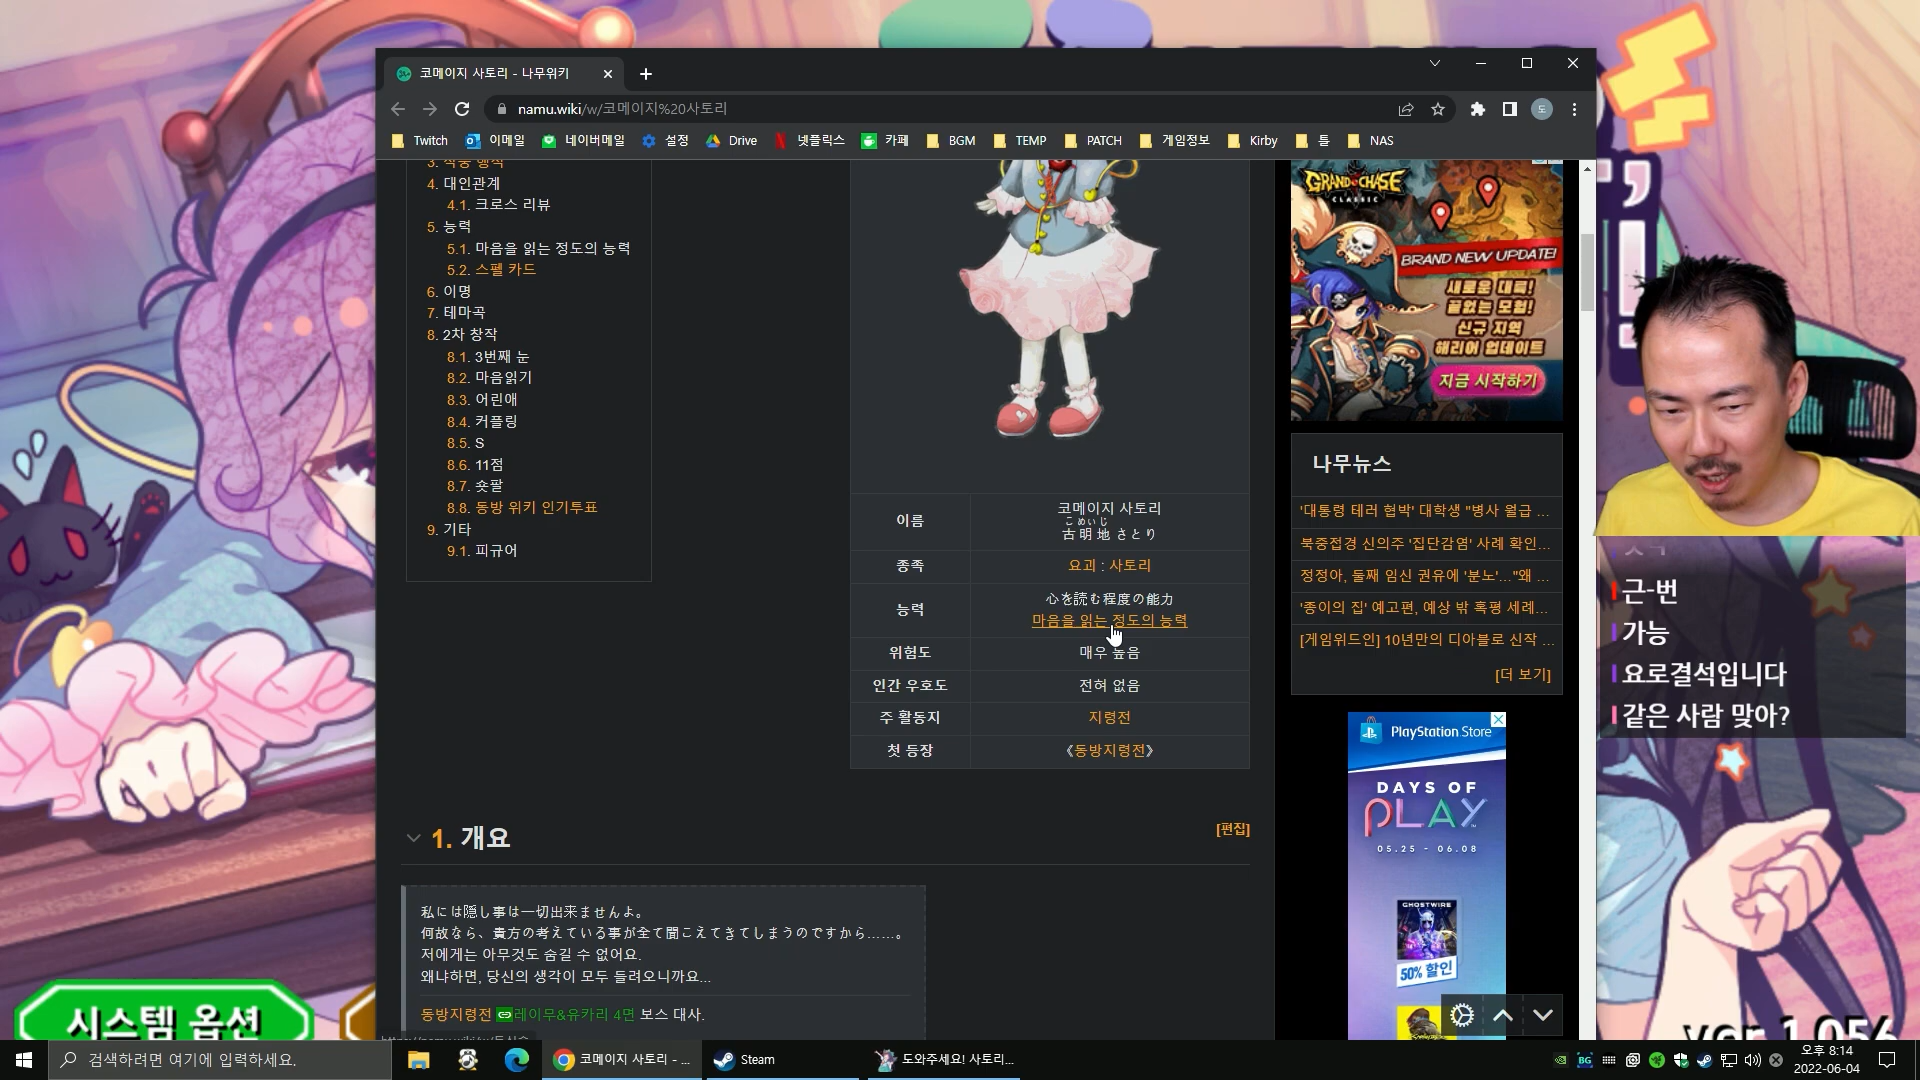 코메이지 사토리 - 나무위키
namu.wiki/w/코메이지%20사토리
도
Twitch
이메일
네이버메일
설정
Drive
넷플릭스
카페
BGM
TEMP
PATCH
게임정보
Kirby
툴
NAS
4. 대인관계
4.1. 크로스 리뷰
5. 능력
5.1. 마음을 읽는 정도의 능력
5.2. 스펠 카드
6. 이명
7. 테마곡
8. 2차 창작
8.1. 3번째 눈
8.2. 마음읽기
8.3. 어린애
8.4. 커플링
8.5. S
8.6. 11점
8.7. 숏팔
8.8. 동방 위키 인기투표
9. 기타
9.1. 피규어
이름
코메이지 사토리
こめいじ
古明地 さとり
종족
요괴 : 사토리
능력
心を読む程度の能力
마음을 읽는 정도의 능력
위험도
매우 높음
인간 우호도
전혀 없음
주 활동지
지령전
첫 등장
《동방지령전》
1. 개요
[편집]
私には隠し事は一切出来ませんよ。
何故なら、貴方の考えている事が全て聞こえてきてしまうのですから……。
저에게는 아무것도 숨길 수 없어요.
왜냐하면, 당신의 생각이 모두 들려오니까요...
동방지령전 레이무&유카리 4면 보스 대사.
GRAND CHASE
CLASSIC
BRAND NEW UPDATE!
새로운 대륙!
끝없는 모험!
신규 지역
해리어 업데이트
지금 시작하기
나무뉴스
'대통령 테러 협박' 대학생 "병사 월급 ...
북중접경 신의주 '집단감염' 사례 확인...
정정아, 둘째 임신 권유에 '분노'..."왜 ...
'종이의 집' 예고편, 예상 밖 혹평 세례...
[게임위드인] 10년만의 디아블로 신작 ...
[더 보기]
PlayStation Store
DAYS OF
PLAY
05.25 - 06.08
GHOSTWIRE
50% 할인
근-번
가능
요로결석입니다
같은 사람 맞아?
시스템 옵션
ver 1.056
검색하려면 여기에 입력하세요.
코메이지 사토리 - ...
Steam
도와주세요! 사토리...
BG
오후 8:14
2022-06-04